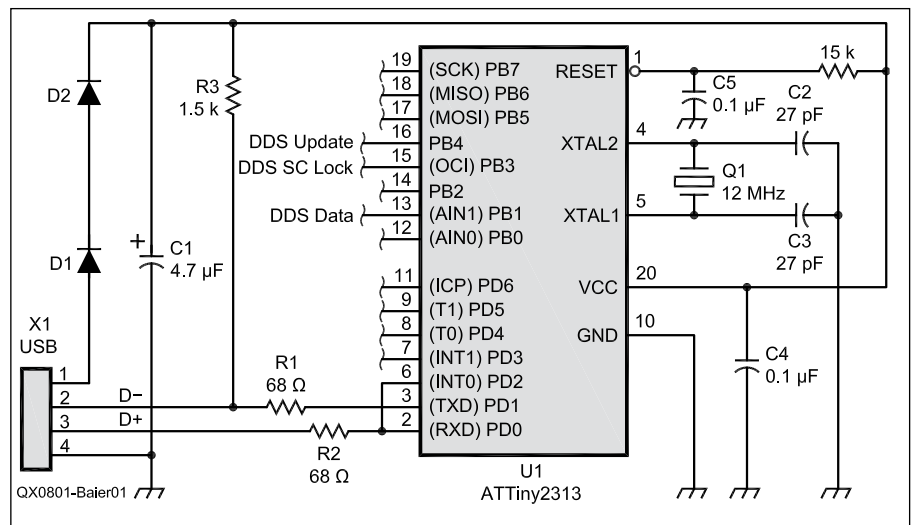 D2
R3
1.5 k
19
(SCK) PB7
18
(MISO) PB6
17
(MOSI) PB5
DDS Update
16
PB4
DDS SC Lock
15
(OCI) PB3
14
PB2
DDS Data
13
(AIN1) PB1
12
(AIN0) PB0
11
(ICP) PD6
9
(T1) PD5
8
(T0) PD4
7
(INT1) PD3
6
(INT0) PD2
3
(TXD) PD1
2
(RXD) PD0
RESET
1
15 k
C5
0.1 µF
C2
27 pF
XTAL2
4
Q1
12 MHz
XTAL1
5
C3
27 pF
VCC
20
GND
10
C4
0.1 µF
D1
+
C1
4.7 µF
X1
USB
1
2
D−
3
D+
4
R1
68 Ω
R2
68 Ω
U1
ATTiny2313
QX0801-Baier01